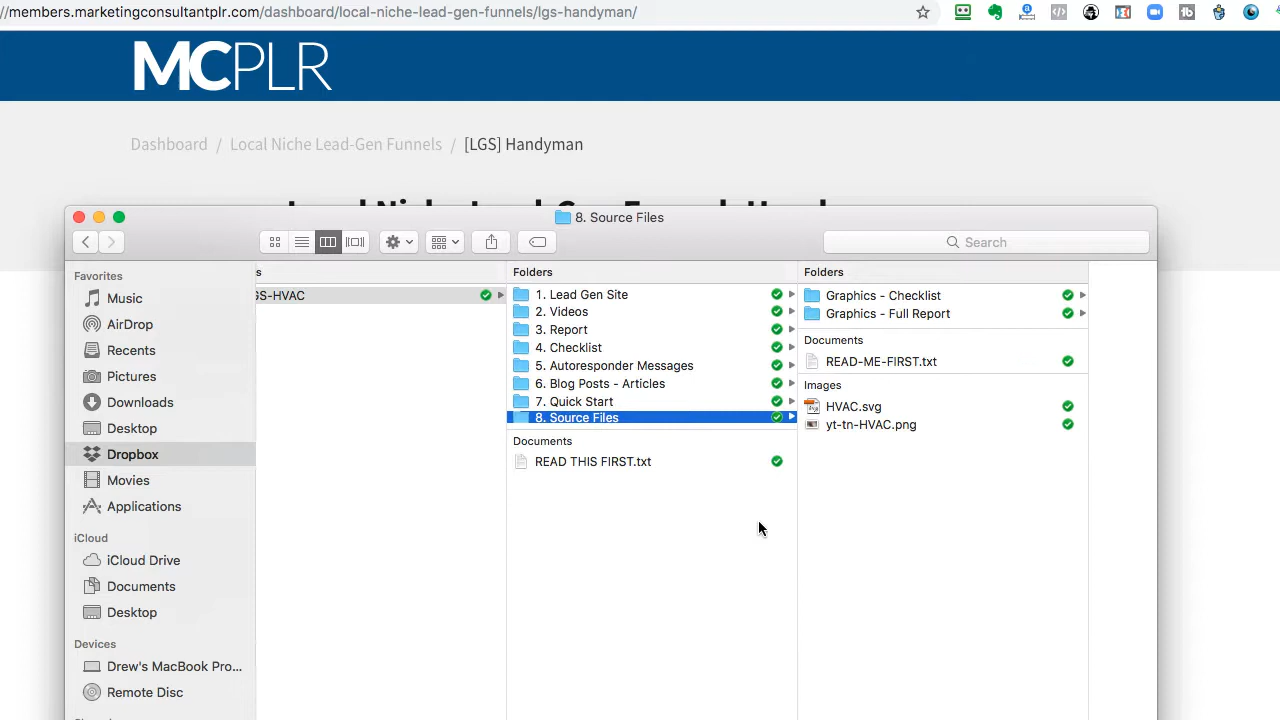 //members.marketingconsultantplr.com/dashboard/local-niche-lead-gen-funnels/lgs-handyman/
MCPLR
Dashboard / Local Niche Lead-Gen Funnels / [LGS] Handyman
8. Source Files
Search
Favorites
Music
AirDrop
Recents
Pictures
Downloads
Desktop
Dropbox
Movies
Applications
iCloud
iCloud Drive
Documents
Desktop
Devices
Drew's MacBook Pro...
Remote Disc
s
GS-HVAC
Folders
1. Lead Gen Site
2. Videos
3. Report
4. Checklist
5. Autoresponder Messages
6. Blog Posts - Articles
7. Quick Start
8. Source Files
Documents
READ THIS FIRST.txt
Folders
Graphics - Checklist
Graphics - Full Report
Documents
READ-ME-FIRST.txt
Images
HVAC.svg
yt-tn-HVAC.png